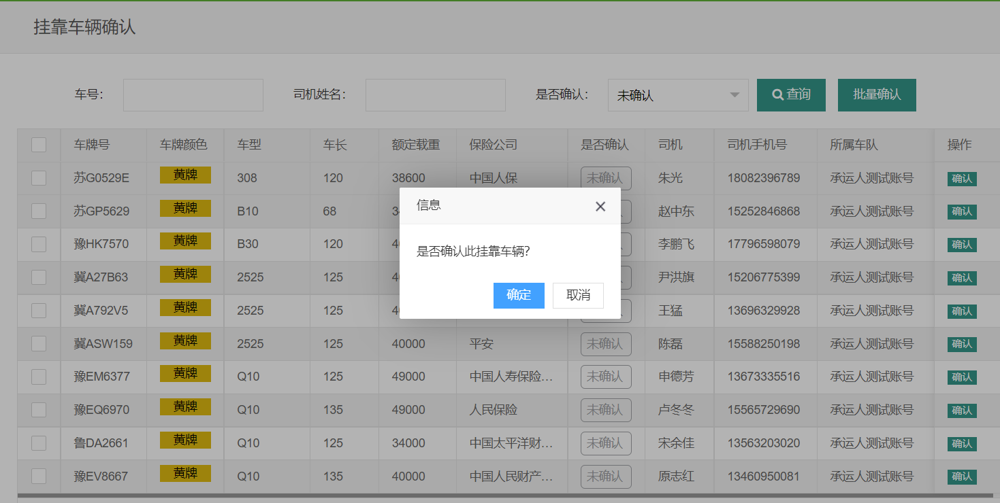 挂靠车辆确认
车号： 司机姓名： 是否确认： 未确认 查询 批量确认
车牌号 车牌颜色 车型 车长 额定载重 保险公司 是否确认 司机 司机手机号 所属车队 操作
苏G0529E 黄牌 308 120 38600 中国人保 未确认 朱光 18082396789 承运人测试账号 确认
苏GP5629 黄牌 B10 68 赵中东 15252846868 承运人测试账号 确认
豫HK7570 黄牌 B30 120 李鹏飞 17796598079 承运人测试账号 确认
冀A27B63 黄牌 2525 125 尹洪旗 15206775399 承运人测试账号 确认
冀A792V5 黄牌 2525 125 王猛 13696329928 承运人测试账号 确认
冀ASW159 黄牌 2525 125 40000 平安 未确认 陈磊 15588250198 承运人测试账号 确认
豫EM6377 黄牌 Q10 125 49000 中国人寿保险… 未确认 申德芳 13673335516 承运人测试账号 确认
豫EQ6970 黄牌 Q10 135 49000 人民保险 未确认 卢冬冬 15565729690 承运人测试账号 确认
鲁DA2661 黄牌 Q10 125 34000 中国太平洋财… 未确认 宋余佳 13563203020 承运人测试账号 确认
豫EV8667 黄牌 Q10 135 40000 中国人民财产… 未确认 原志红 13460950081 承运人测试账号 确认
信息
是否确认此挂靠车辆?
确定 取消